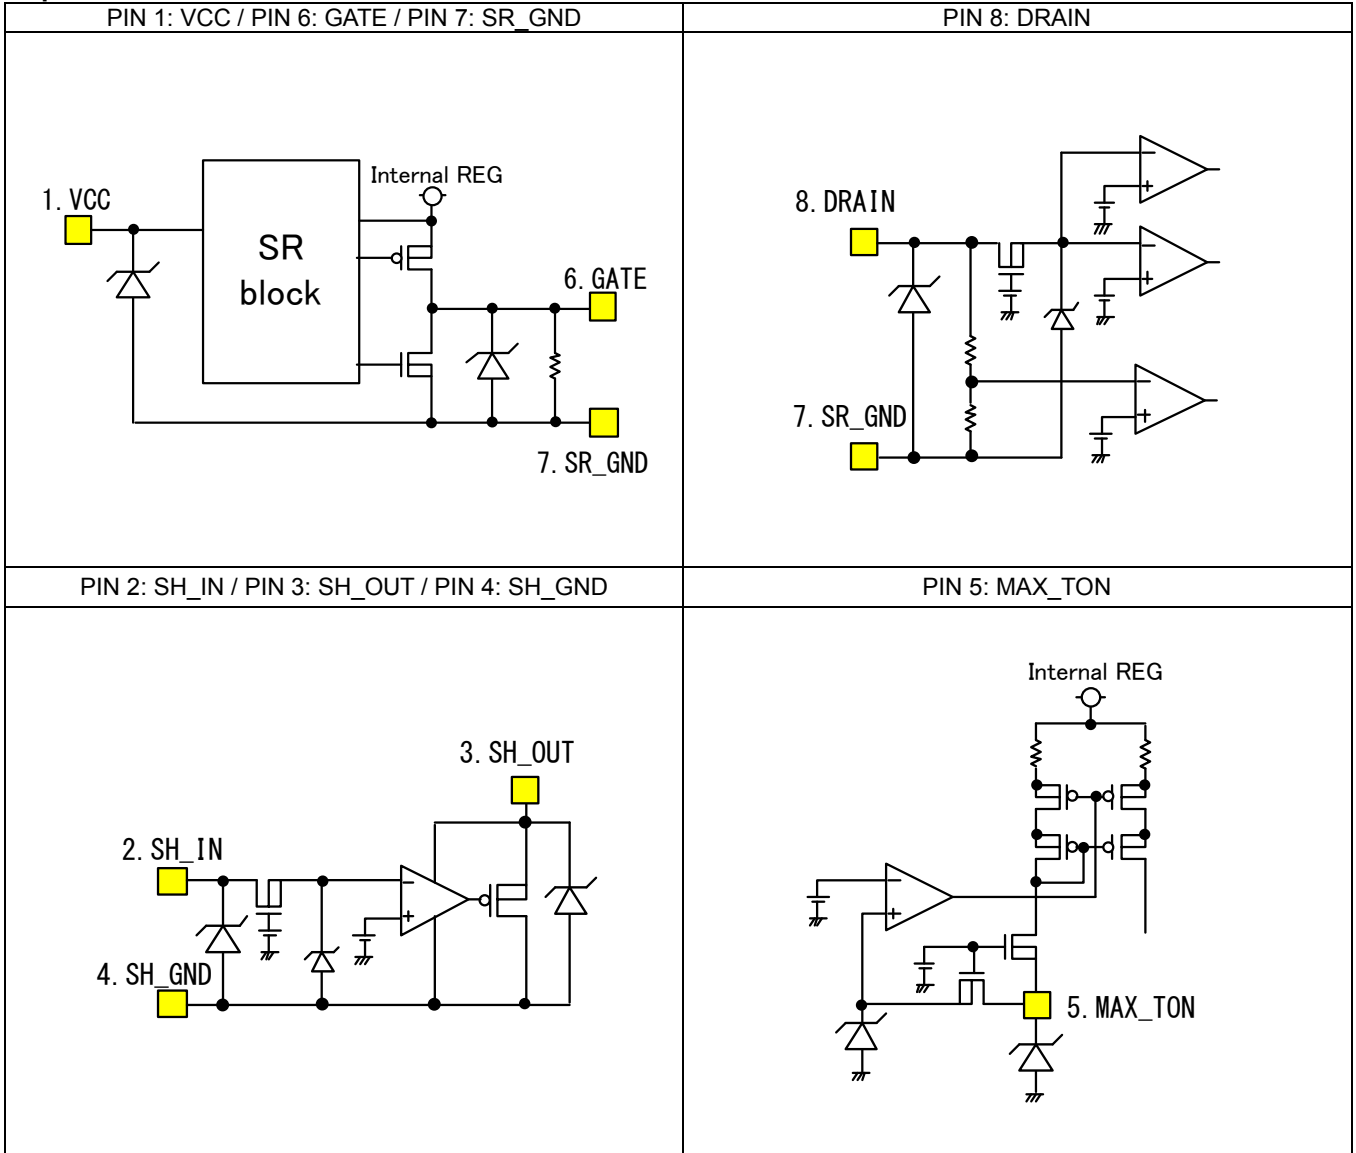 PIN 1: VCC / PIN 6: GATE / PIN 7: SR_GND
PIN 8: DRAIN
1. VCC
SR
block
Internal REG
6. GATE
7. SR_GND
8. DRAIN
7. SR_GND
PIN 2: SH_IN / PIN 3: SH_OUT / PIN 4: SH_GND
PIN 5: MAX_TON
3. SH_OUT
2. SH_IN
4. SH_GND
Internal REG
5. MAX_TON